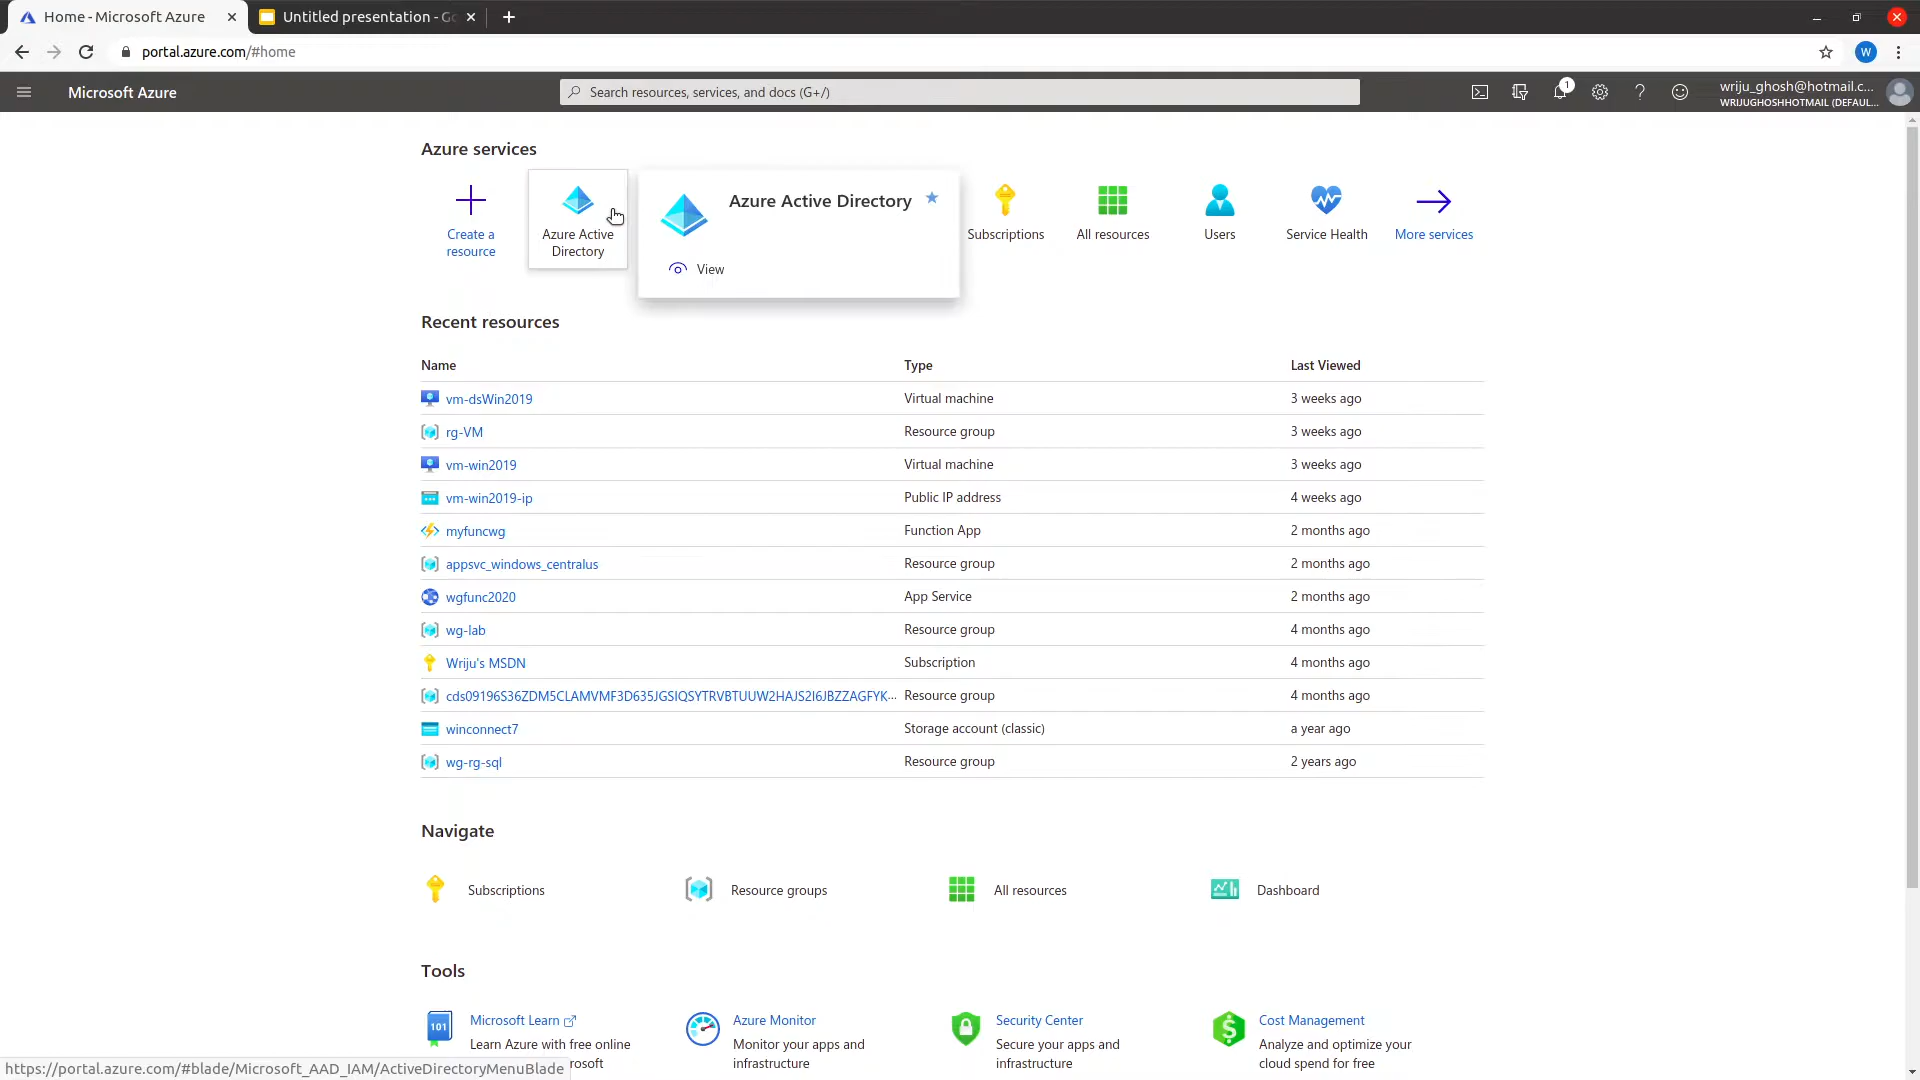 Home - Microsoft Azure
Untitled presentation - Go
portal.azure.com/#home
W
Microsoft Azure
Search resources, services, and docs (G+/)
1
wriju_ghosh@hotmail.c...
WRIJUGHOSHHOTMAIL (DEFAUL...
Azure services
Create a
resource
Azure Active
Directory
Azure Active Directory
View
Subscriptions
All resources
Users
Service Health
More services
Recent resources
Name Type Last Viewed
vm-dsWin2019 Virtual machine 3 weeks ago
rg-VM Resource group 3 weeks ago
vm-win2019 Virtual machine 3 weeks ago
vm-win2019-ip Public IP address 4 weeks ago
myfuncwg Function App 2 months ago
appsvc_windows_centralus Resource group 2 months ago
wgfunc2020 App Service 2 months ago
wg-lab Resource group 4 months ago
Wriju's MSDN Subscription 4 months ago
cds09196S36ZDM5CLAMVMF3D635JGSIQSYTRVBTUUW2HAJS2I6JBZZAGFYK... Resource group 4 months ago
winconnect7 Storage account (classic) a year ago
wg-rg-sql Resource group 2 years ago
Navigate
Subscriptions
Resource groups
All resources
Dashboard
Tools
101
Microsoft Learn
Learn Azure with free online
rosoft
Azure Monitor
Monitor your apps and
infrastructure
Security Center
Secure your apps and
infrastructure
Cost Management
Analyze and optimize your
cloud spend for free
https://portal.azure.com/#blade/Microsoft_AAD_IAM/ActiveDirectoryMenuBlade